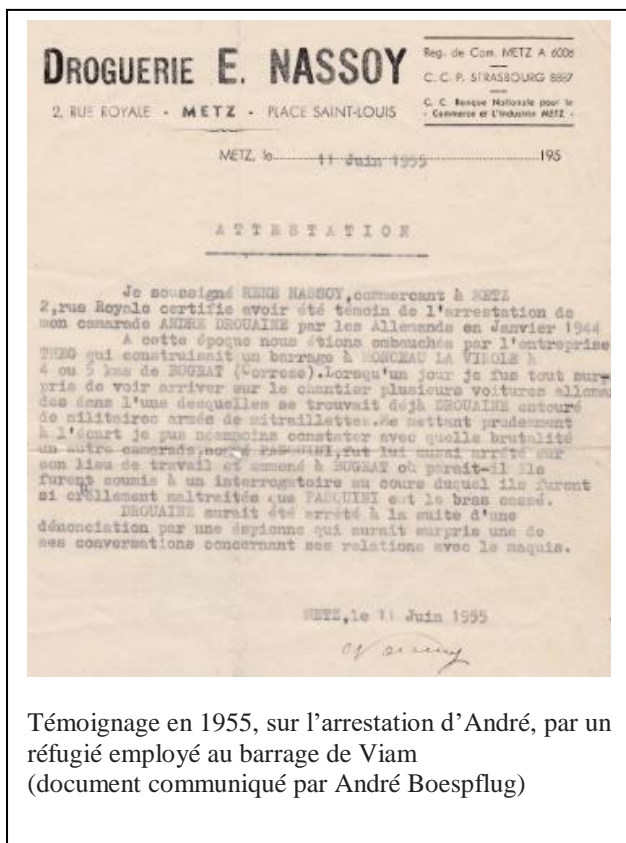 DROGUERIE E. NASSOY
2, RUE ROYALE - METZ - PLACE SAINT-LOUIS
Reg. de Com. METZ A 6006
C. C. P. STRASBOURG 8887
C. C. Banque Nationale pour le
- Commerce et l'Industrie METZ -
METZ, le 11 Juin 1955 195
ATTESTATION
Je soussigné RENE NASSOY, commerçant à METZ
2,rue Royale certifie avoir été témoin de l'arrestation de
mon camarade ANDRE DROUAINE par les Allemands en Janvier 1944
A cette époque nous étions embauchés par l'entreprise
THEG qui construisait un barrage à MONCEAU LA VIROLE à
4 ou 5 kms de BUGEAT (Correse).Lorsqu'un jour je fus tout sur-
pris de voir arriver sur le chantier plusieurs voitures alleman
des dans l'une desquelles se trouvait déjà DROUAINE entouré
de militaires armés de mitraillettes.Me mettant prudemment
à l'écart je pus néanmoins constater avec quelle brutalité
un autre camarade,nommé PASQUINI,fut lui aussi arrêté sur
son lieu de travail et emmené à BUGEAT où paraît-il ils
furent soumis à un interrogatoire au cours duquel ils furent
si cruellement maltraités que PASQUINI eut le bras cassé.
DROUAINE aurait été arrêté à la suite d'une
dénonciation par une espionne qui aurait surpris une de
ses conversations concernant ses relations avec le maquis.
METZ,le 11 Juin 1955
Témoignage en 1955, sur l'arrestation d'André, par un
réfugié employé au barrage de Viam
(document communiqué par André Boespflug)